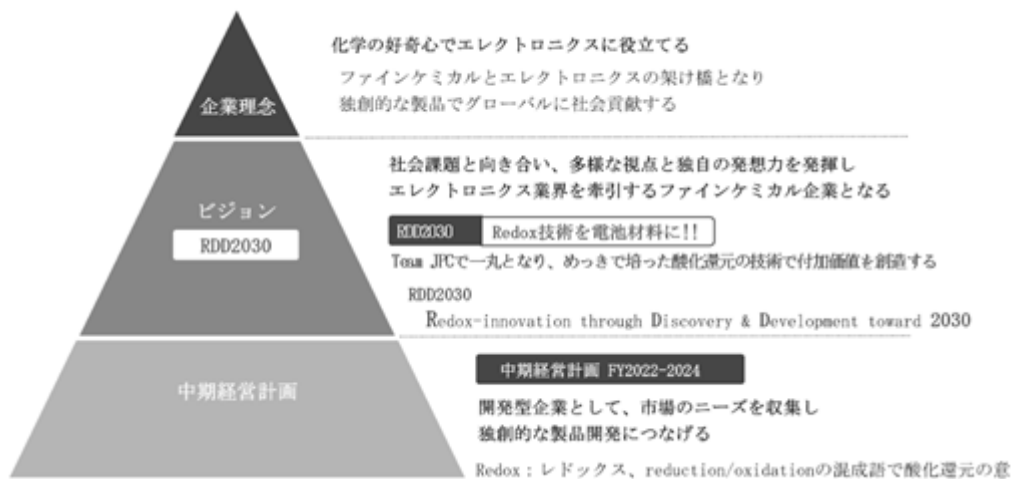 化学の好奇心でエレクトロニクスに役立てる
ファインケミカルとエレクトロニクスの架け橋となり
独創的な製品でグローバルに社会貢献する
企業理念
社会課題と向き合い、多様な視点と独自の発想力を発揮し
エレクトロニクス業界を牽引するファインケミカル企業となる
ビジョン
RDD2030
RDD2030 Redox技術を電池材料に!!
Team JPCで一丸となり、めっきで培った酸化還元の技術で付加価値を創造する
RDD2030
Redox-innovation through Discovery & Development toward 2030
中期経営計画
中期経営計画 FY2022-2024
開発型企業として、市場のニーズを収集し
独創的な製品開発につなげる
Redox：レドックス、reduction/oxidationの混成語で酸化還元の意